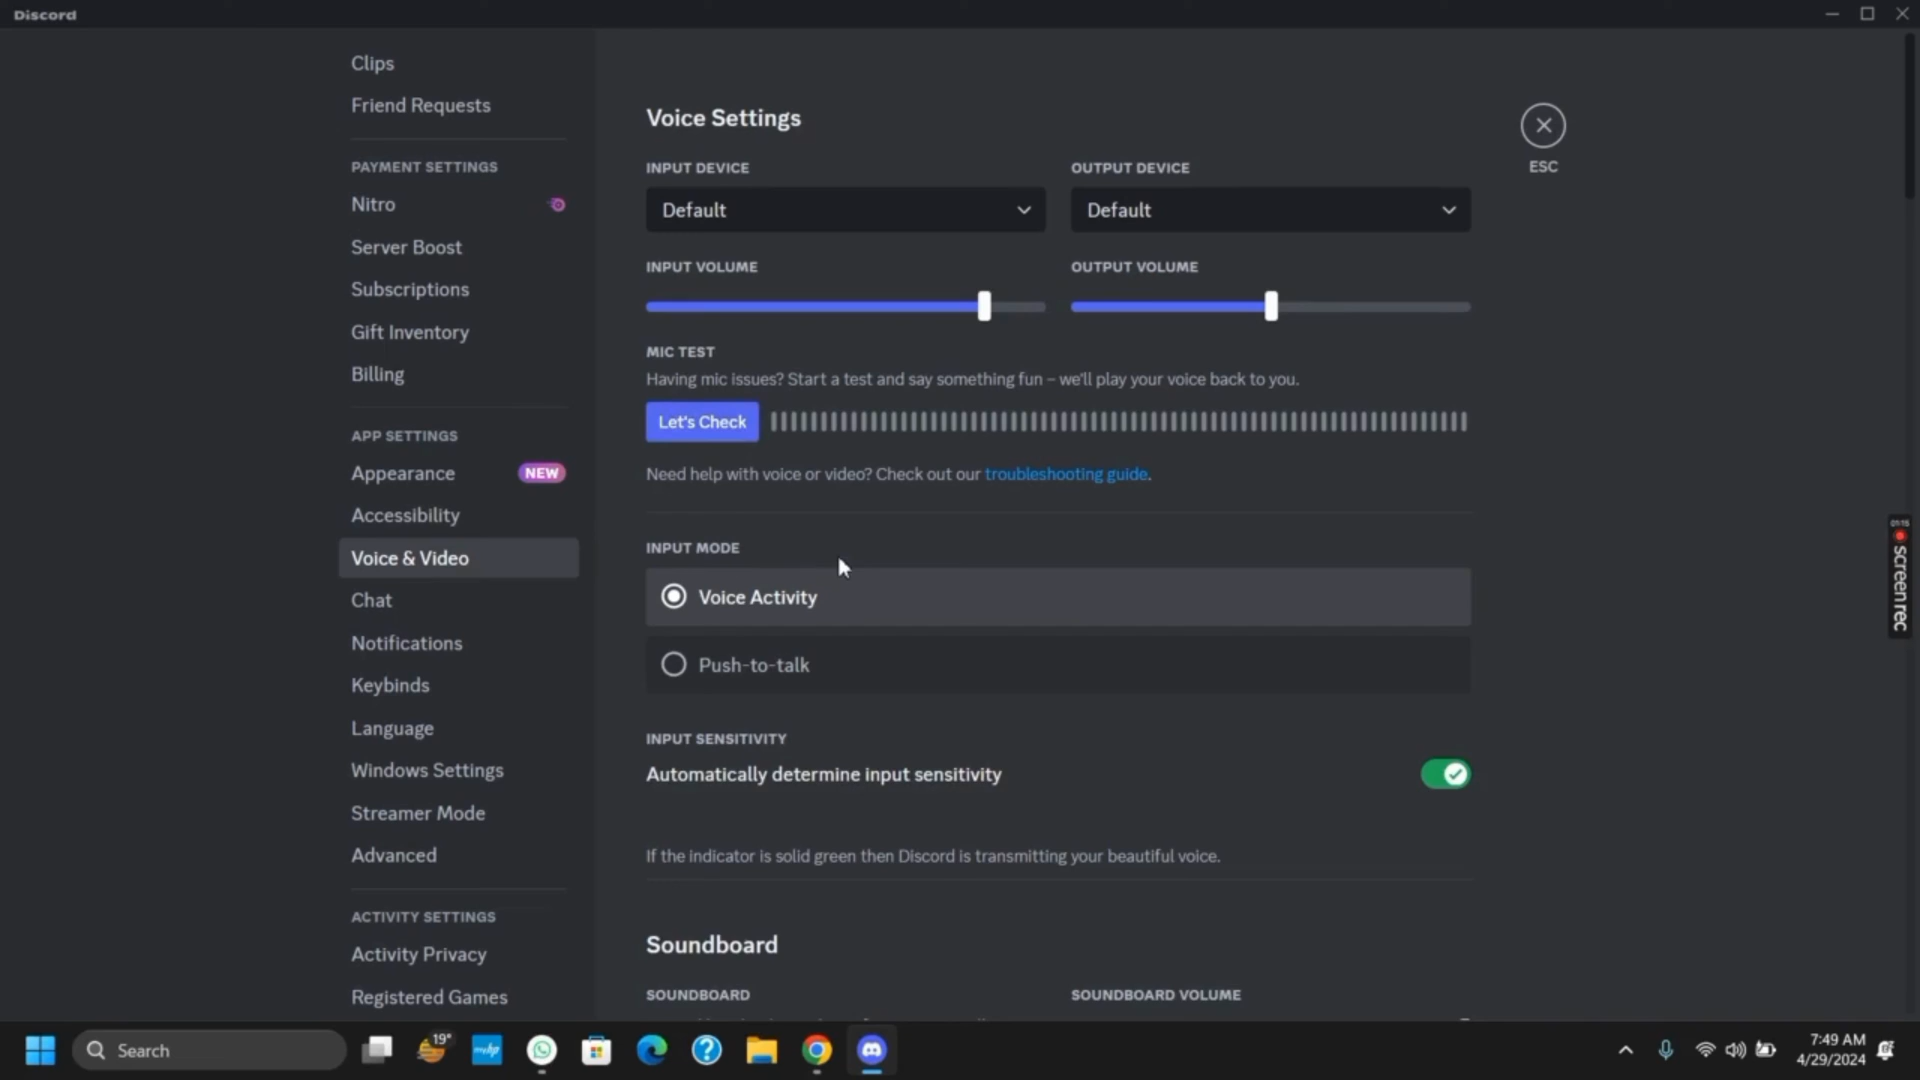 Discord
Clips
Friend Requests
PAYMENT SETTINGS
Nitro
Server Boost
Subscriptions
Gift Inventory
Billing
APP SETTINGS
Appearance NEW
Accessibility
Voice & Video
Chat
Notifications
Keybinds
Language
Windows Settings
Streamer Mode
Advanced
ACTIVITY SETTINGS
Activity Privacy
Registered Games
Voice Settings
INPUT DEVICE OUTPUT DEVICE
Default Default
INPUT VOLUME OUTPUT VOLUME
MIC TEST
Having mic issues? Start a test and say something fun – we'll play your voice back to you.
Let's Check
Need help with voice or video? Check out our troubleshooting guide.
INPUT MODE
Voice Activity
Push-to-talk
INPUT SENSITIVITY
Automatically determine input sensitivity
If the indicator is solid green then Discord is transmitting your beautiful voice.
Soundboard
SOUNDBOARD SOUNDBOARD VOLUME
ESC
01:15
screenrec
Search
19°
myhp
7:49 AM
4/29/2024